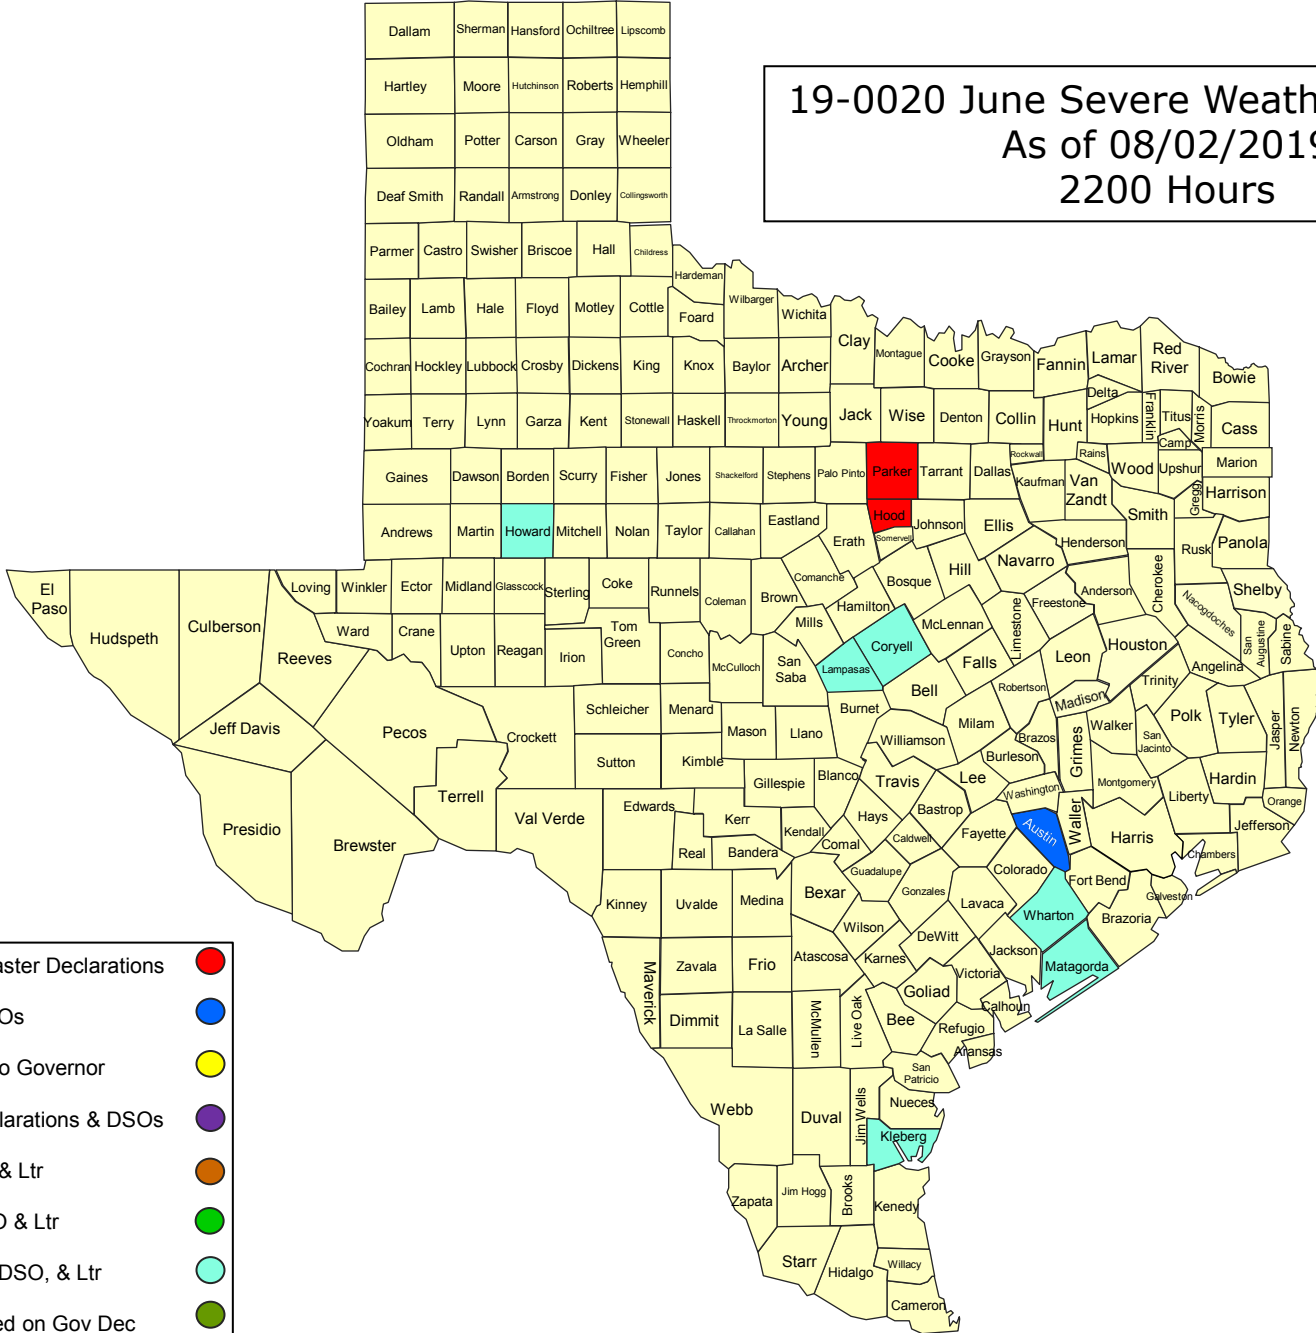 Dallam Sherman Hansford Ochiltree Lipscomb
Hartley Moore Hutchinson Roberts Hemphill
19-0020 June Severe Weath
As of 08/02/2019
2200 Hours
Oldham Potter Carson Gray Wheeler
Deaf Smith Randall Armstrong Donley Collingsworth
Parmer Castro Swisher Briscoe Hall Childress
Hardeman
Bailey Lamb Hale Floyd Motley Cottle Foard Wilbarger Wichita
Clay Montague Cooke Grayson Fannin Lamar Red
River Bowie
Cochran Hockley Lubbock Crosby Dickens King Knox Baylor Archer
Delta
Yoakum Terry Lynn Garza Kent Stonewall Haskell Throckmorton Young Jack Wise Denton Collin Hunt Hopkins Franklin Titus Morris Cass
Camp
Gaines Dawson Borden Scurry Fisher Jones Shackelford Stephens Palo Pinto Parker Tarrant Dallas Rockwall Kaufman Rains Van
Zandt Wood Upshur Gregg Marion
Harrison
Andrews Martin Howard Mitchell Nolan Taylor Callahan Eastland Erath Hood Somervell Johnson Ellis Henderson Smith Rusk Panola
El
Paso Hudspeth Culberson Loving Winkler Ector Midland Glasscock Sterling Coke Runnels Coleman Brown Comanche Bosque Hill Navarro Anderson Cherokee Nacogdoches Shelby
Reeves Ward Crane Upton Reagan Irion Tom
Green Concho McCulloch San
Saba Mills Hamilton Lampasas Coryell McLennan Limestone Freestone Falls Leon Houston Angelina San
Augustine Sabine
Jeff Davis Pecos Crockett Schleicher Menard Mason Llano Burnet Bell Milam Robertson Madison Trinity Polk Tyler Jasper Newton
Terrell Sutton Kimble Gillespie Blanco Williamson Travis Lee Burleson Brazos Grimes Walker San
Jacinto Montgomery Liberty Hardin Orange
Presidio Brewster Val Verde Edwards Kerr Real Bandera Kendall Comal Hays Caldwell Bastrop Fayette Washington Austin Waller Harris Jefferson Chambers
Kinney Uvalde Medina Bexar Guadalupe Gonzales Lavaca Colorado Fort Bend Wharton Brazoria Galveston
Maverick Zavala Frio Atascosa Wilson Karnes DeWitt Jackson Victoria Matagorda
Dimmit La Salle McMullen Live Oak Bee Goliad Refugio Calhoun Aransas
Webb Duval Jim Wells San
Patricio Nueces Kleberg
Zapata Jim Hogg Brooks Kenedy
Starr Hidalgo Willacy
Cameron
aster Declarations
Os
o Governor
larations & DSOs
& Ltr
O & Ltr
DSO, & Ltr
ed on Gov Dec